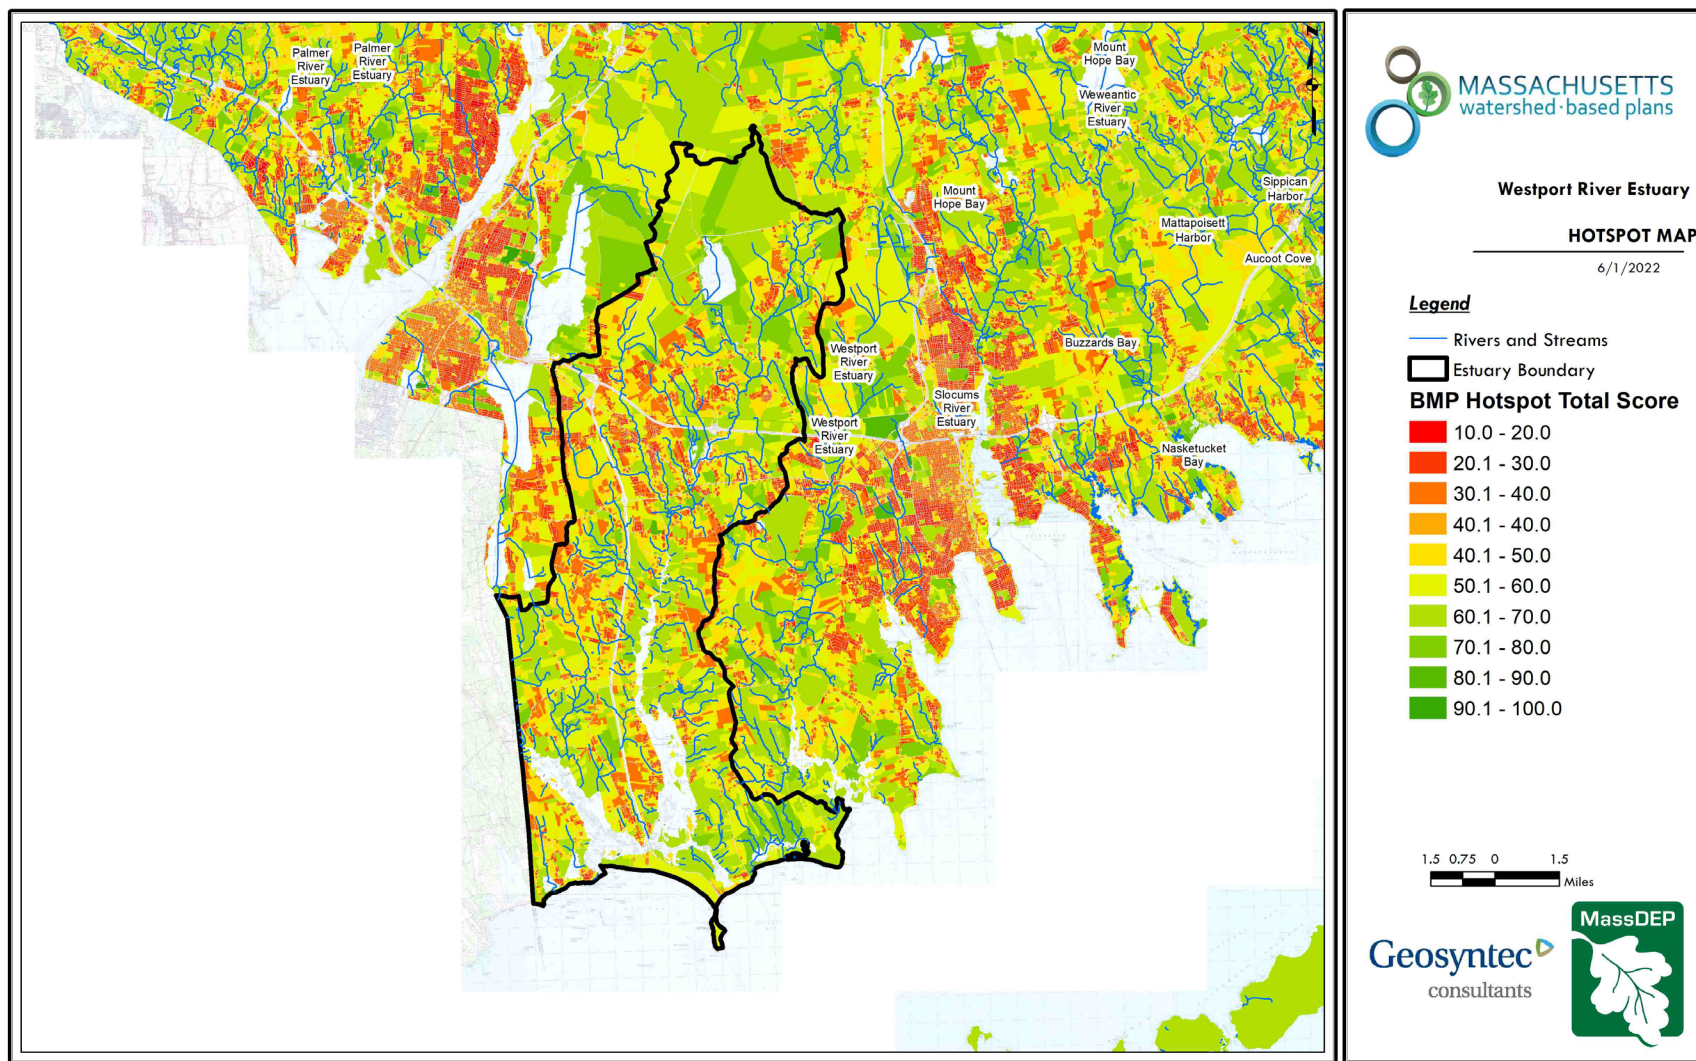 Palmer
River
Estuary
Palmer
River
Estuary
Mount
Hope Bay
Weweantic
River
Estuary
Sippican
Harbor
Mount
Hope Bay
Mattapoisett
Harbor
Aucoot Cove
Buzzards Bay
Westport
River
Estuary
Slocums
River
Estuary
Westport
River
Estuary
Nasketucket
Bay
MASSACHUSETTS
watershed·based plans
Westport River Estuary
HOTSPOT MAP
6/1/2022
Legend
Rivers and Streams
Estuary Boundary
BMP Hotspot Total Score
10.0 - 20.0
20.1 - 30.0
30.1 - 40.0
40.1 - 40.0
40.1 - 50.0
50.1 - 60.0
60.1 - 70.0
70.1 - 80.0
80.1 - 90.0
90.1 - 100.0
1.5 0.75 0 1.5
Miles
Geosyntec
consultants
MassDEP